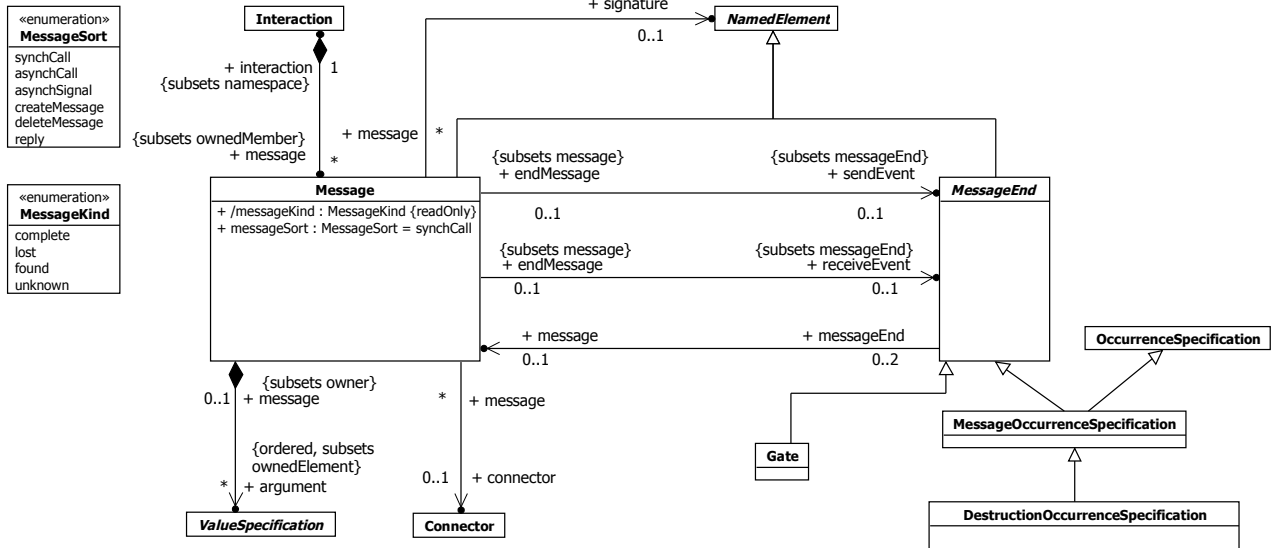 «enumeration»
MessageSort
synchCall
asynchCall
asynchSignal
createMessage
deleteMessage
reply
«enumeration»
MessageKind
complete
lost
found
unknown
Interaction
+ interaction
1
{subsets namespace}
{subsets ownedMember}
+ message
*
+ signature
0..1
NamedElement
+ message
*
Message
+ /messageKind : MessageKind {readOnly}
+ messageSort : MessageSort = synchCall
{subsets message}
+ endMessage
0..1
{subsets messageEnd}
+ sendEvent
0..1
MessageEnd
{subsets message}
+ endMessage
0..1
{subsets messageEnd}
+ receiveEvent
0..1
+ message
0..1
+ messageEnd
0..2
OccurrenceSpecification
MessageOccurrenceSpecification
Gate
DestructionOccurrenceSpecification
{subsets owner}
0..1
+ message
{ordered, subsets
ownedElement}
*
+ argument
ValueSpecification
*
+ message
0..1
+ connector
Connector